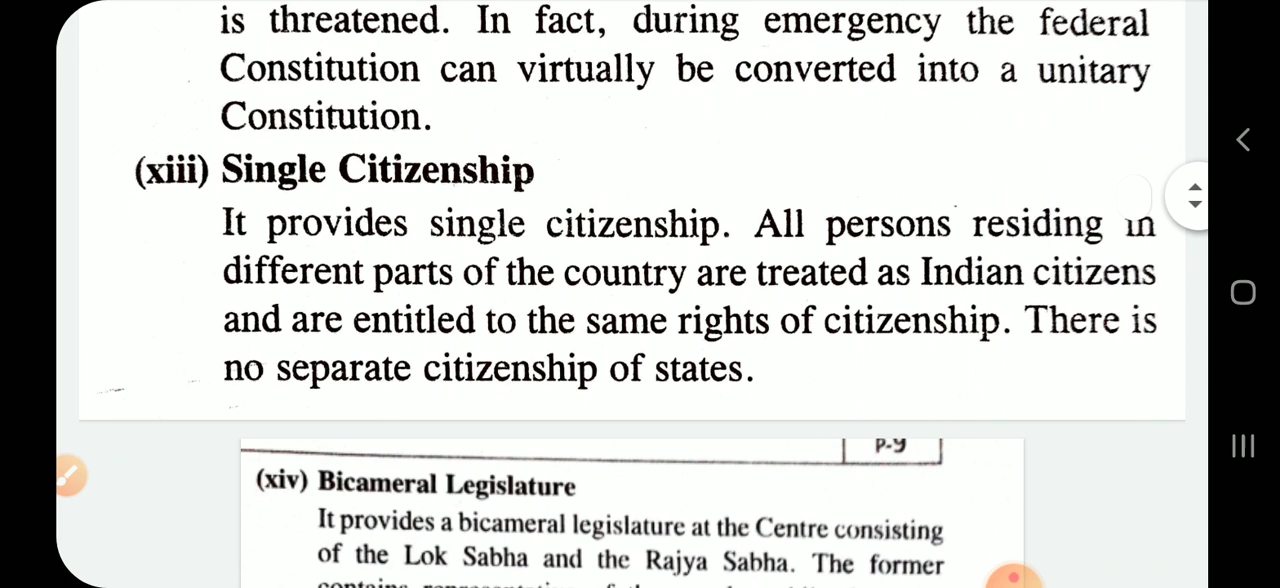 is threatened. In fact, during emergency the federal
Constitution can virtually be converted into a unitary
Constitution.
(xiii) Single Citizenship
It provides single citizenship. All persons residing in
different parts of the country are treated as Indian citizens
and are entitled to the same rights of citizenship. There is
no separate citizenship of states.
P-9
(xiv) Bicameral Legislature
It provides a bicameral legislature at the Centre consisting
of the Lok Sabha and the Rajya Sabha. The former